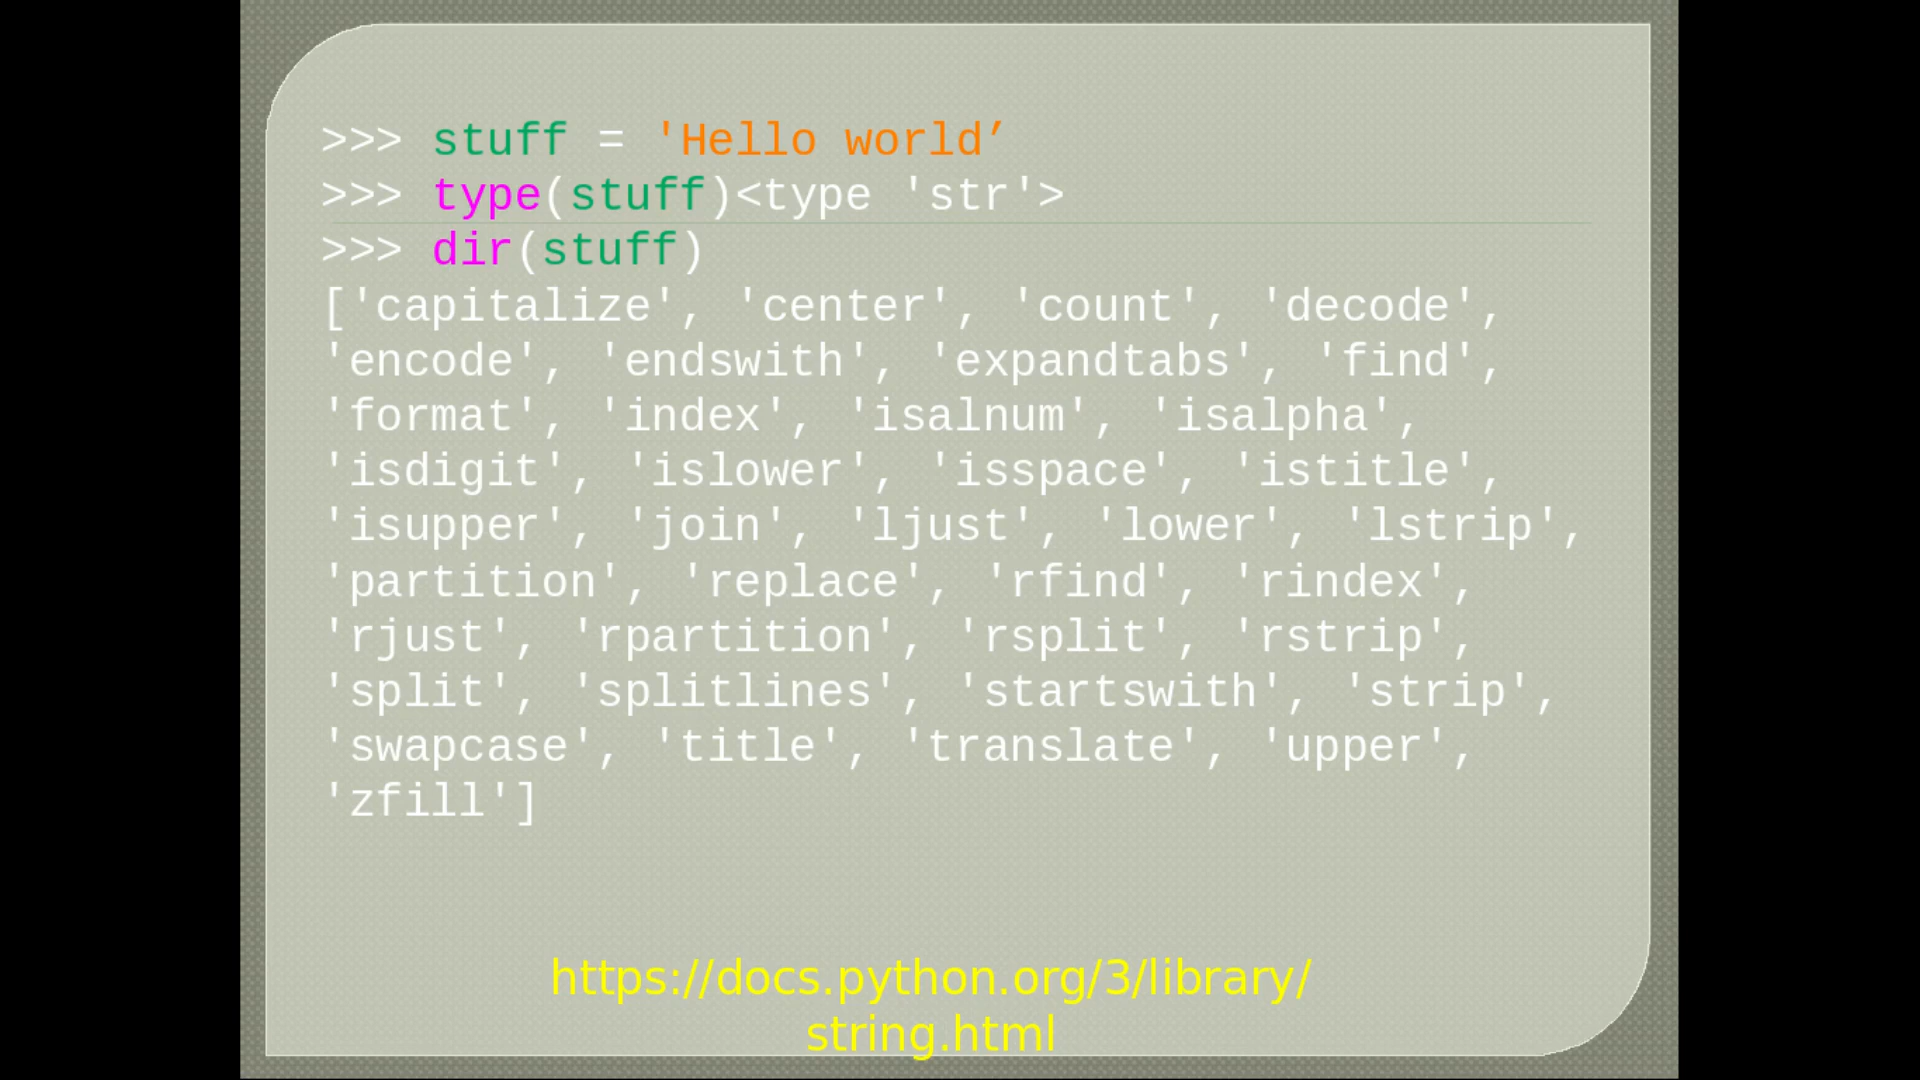 >>> stuff = 'Hello world’
>>> type(stuff)<type 'str'>
>>> dir(stuff)
['capitalize', 'center', 'count', 'decode',
'encode', 'endswith', 'expandtabs', 'find',
'format', 'index', 'isalnum', 'isalpha',
'isdigit', 'islower', 'isspace', 'istitle',
'isupper', 'join', 'ljust', 'lower', 'lstrip',
'partition', 'replace', 'rfind', 'rindex',
'rjust', 'rpartition', 'rsplit', 'rstrip',
'split', 'splitlines', 'startswith', 'strip',
'swapcase', 'title', 'translate', 'upper',
'zfill']
https://docs.python.org/3/library/
string.html